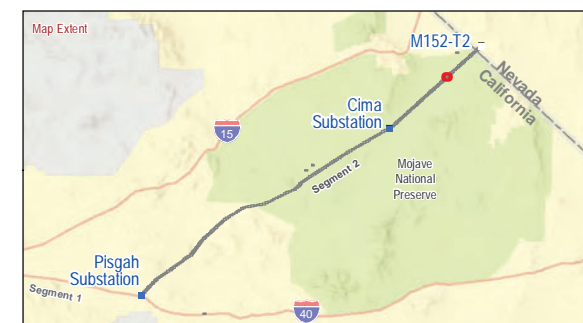 Map Extent
M152-T2
Nevada
California
Cima
Substation
15
Segment 2
Mojave
National
Preserve
Pisgah
Substation
Segment 1
40